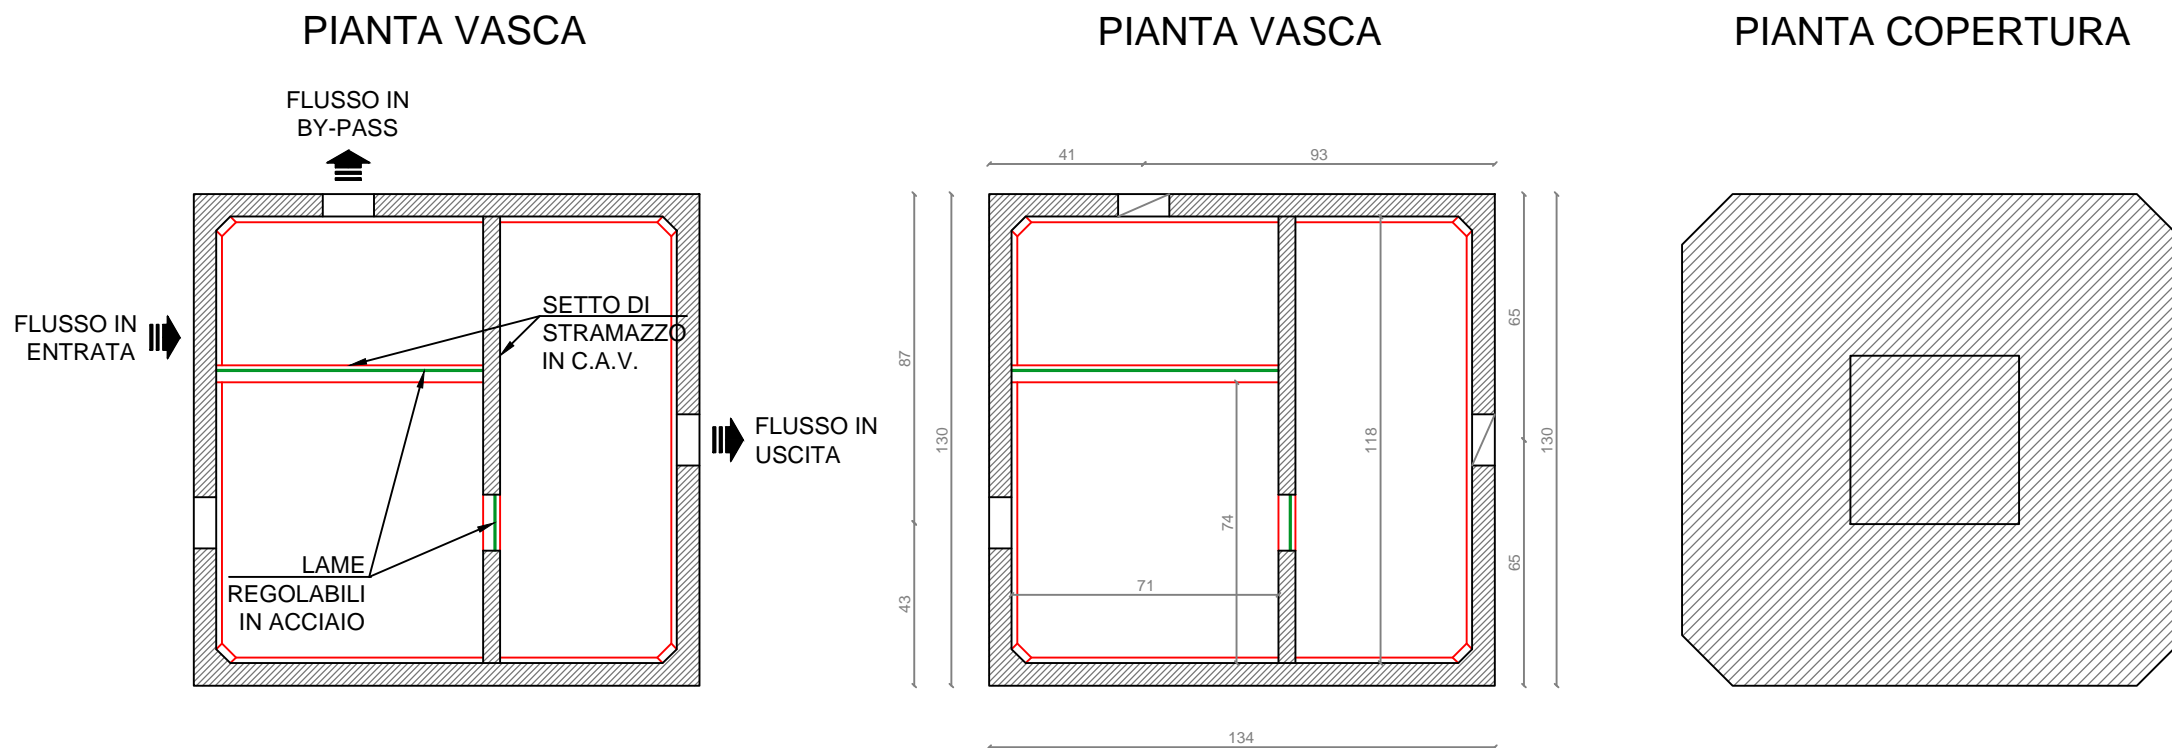 PIANTA VASCA
FLUSSO IN
BY-PASS
FLUSSO IN
ENTRATA
SETTO DI
STRAMAZZO
IN C.A.V.
FLUSSO IN
USCITA
LAME
REGOLABILI
IN ACCIAIO
PIANTA VASCA
41
93
87
43
130
65
65
130
118
74
71
134
PIANTA COPERTURA